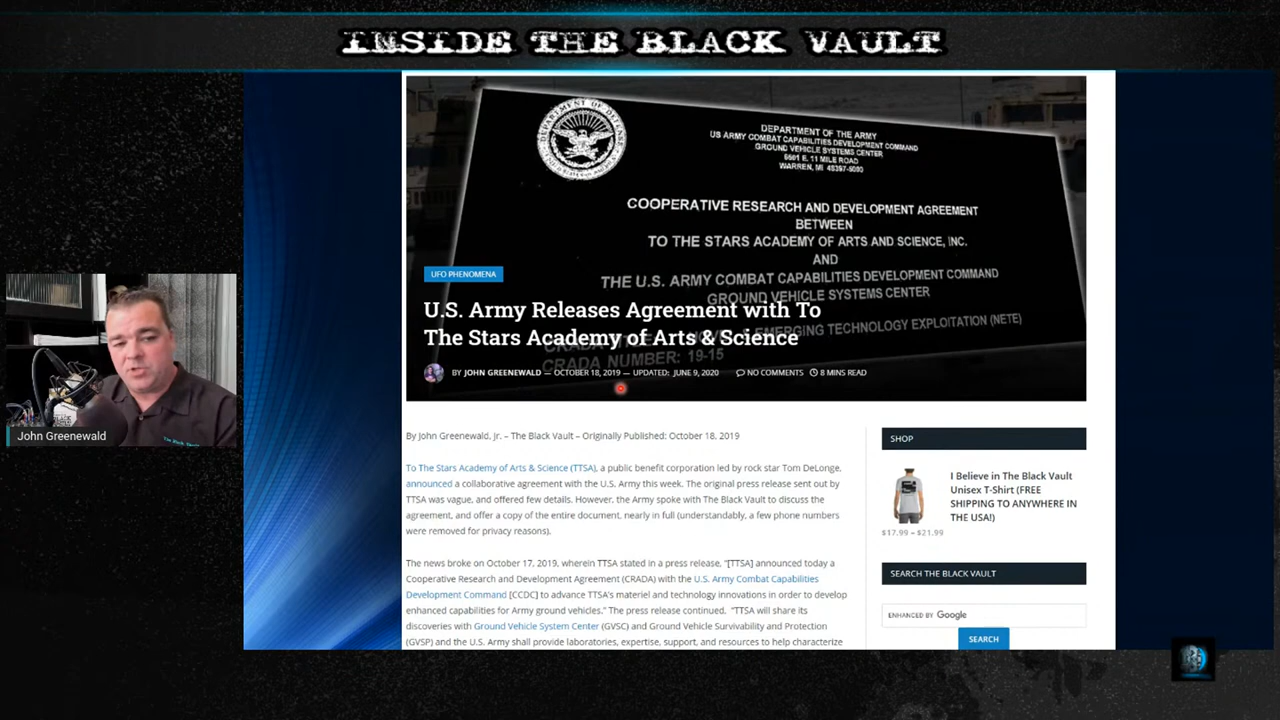 INSIDE THE BLACK VAULT
DEPARTMENT OF THE ARMY
US ARMY COMBAT CAPABILITIES DEVELOPMENT COMMAND
GROUND VEHICLE SYSTEMS CENTER
6501 E. 11 MILE ROAD
WARREN, MI 48397-5000
COOPERATIVE RESEARCH AND DEVELOPMENT AGREEMENT
BETWEEN
TO THE STARS ACADEMY OF ARTS AND SCIENCE, INC.
AND
THE U.S. ARMY COMBAT CAPABILITIES DEVELOPMENT COMMAND
GROUND VEHICLE SYSTEMS CENTER
& EMERGING TECHNOLOGY EXPLOITATION (NETE)
CRADA NUMBER: 19-15
UFO PHENOMENA
U.S. Army Releases Agreement with To
The Stars Academy of Arts & Science
BY JOHN GREENEWALD — OCTOBER 18, 2019 — UPDATED: JUNE 9, 2020 NO COMMENTS 8 MINS READ
John Greenewald
By John Greenewald, Jr. – The Black Vault – Originally Published: October 18, 2019
To The Stars Academy of Arts & Science (TTSA), a public benefit corporation led by rock star Tom DeLonge,
announced a collaborative agreement with the U.S. Army this week. The original press release sent out by
TTSA was vague, and offered few details. However, the Army spoke with The Black Vault to discuss the
agreement, and offer a copy of the entire document, nearly in full (understandably, a few phone numbers
were removed for privacy reasons).
The news broke on October 17, 2019, wherein TTSA stated in a press release, "[TTSA] announced today a
Cooperative Research and Development Agreement (CRADA) with the U.S. Army Combat Capabilities
Development Command [CCDC] to advance TTSA's materiel and technology innovations in order to develop
enhanced capabilities for Army ground vehicles." The press release continued, "TTSA will share its
discoveries with Ground Vehicle System Center (GVSC) and Ground Vehicle Survivability and Protection
(GVSP) and the U.S. Army shall provide laboratories, expertise, support, and resources to help characterize
SHOP
I Believe in The Black Vault
Unisex T-Shirt (FREE
SHIPPING TO ANYWHERE IN
THE USA!)
$17.99 – $21.99
SEARCH THE BLACK VAULT
ENHANCED BY Google
SEARCH